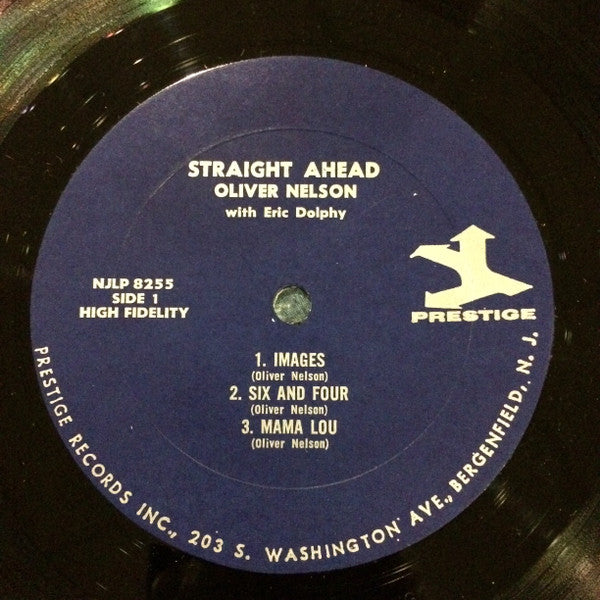 STRAIGHT AHEAD
OLIVER NELSON
with Eric Dolphy
NJLP 8255
SIDE 1
HIGH FIDELITY
PRESTIGE
1. IMAGES
(Oliver Nelson)
2. SIX AND FOUR
(Oliver Nelson)
3. MAMA LOU
(Oliver Nelson)
PRESTIGE RECORDS INC., 203 S. WASHINGTON AVE., BERGENFIELD, N. J.